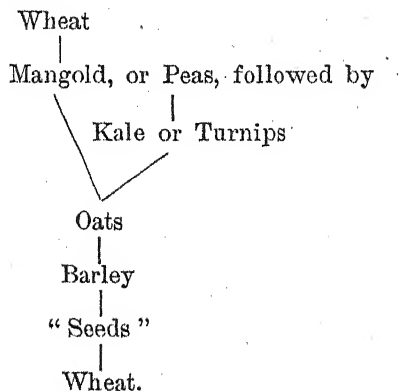 Wheat
Mangold, or Peas, followed by
Kale or Turnips
Oats
Barley
“ Seeds ”
Wheat.